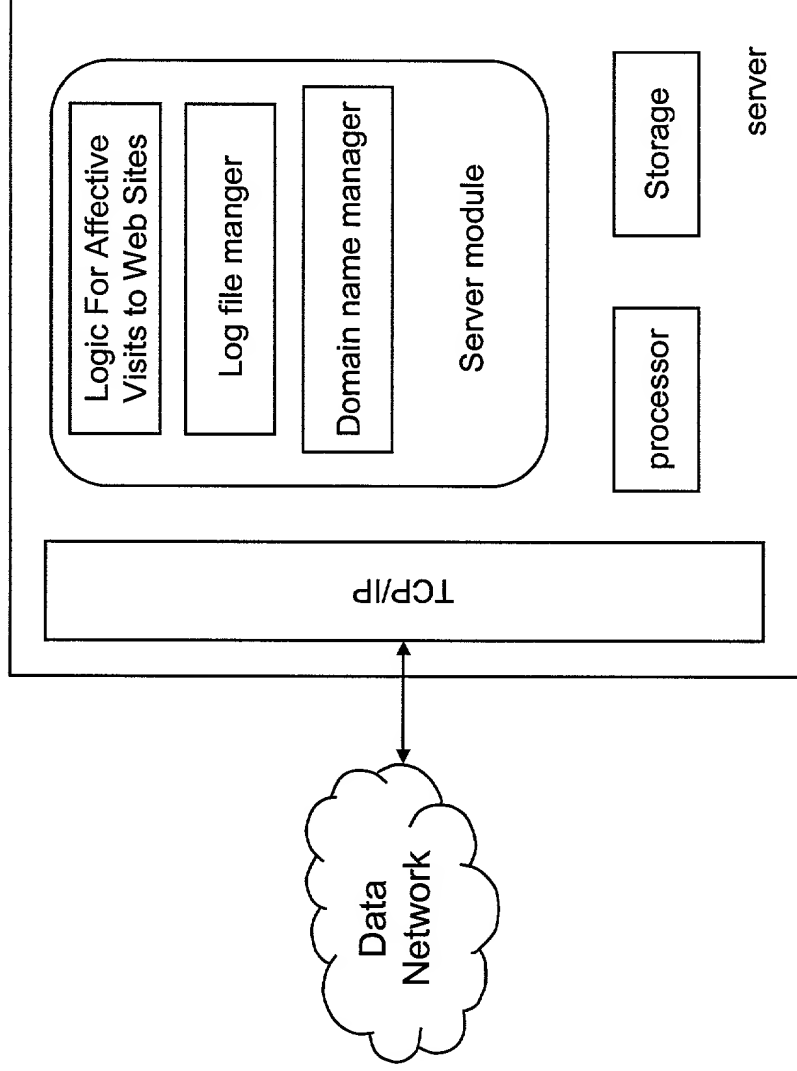 Logic For Affective
Visits to Web Sites
Log file manger
Domain name manager
Server module
TCP/IP
processor
Storage
server
Data
Network